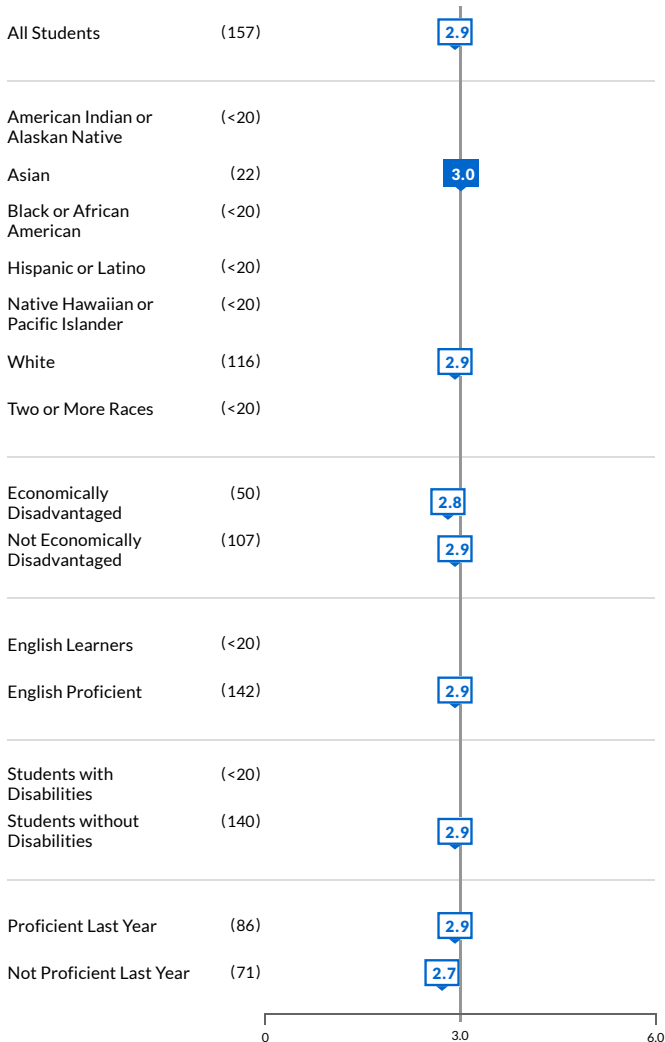 All Students (157) 2.9
American Indian or (<20)
Alaskan Native
Asian (22) 3.0
Black or African (<20)
American
Hispanic or Latino (<20)
Native Hawaiian or (<20)
Pacific Islander
White (116) 2.9
Two or More Races (<20)
Economically (50) 2.8
Disadvantaged
Not Economically (107) 2.9
Disadvantaged
English Learners (<20)
English Proficient (142) 2.9
Students with (<20)
Disabilities
Students without (140) 2.9
Disabilities
Proficient Last Year (86) 2.9
Not Proficient Last Year (71) 2.7
0 3.0 6.0